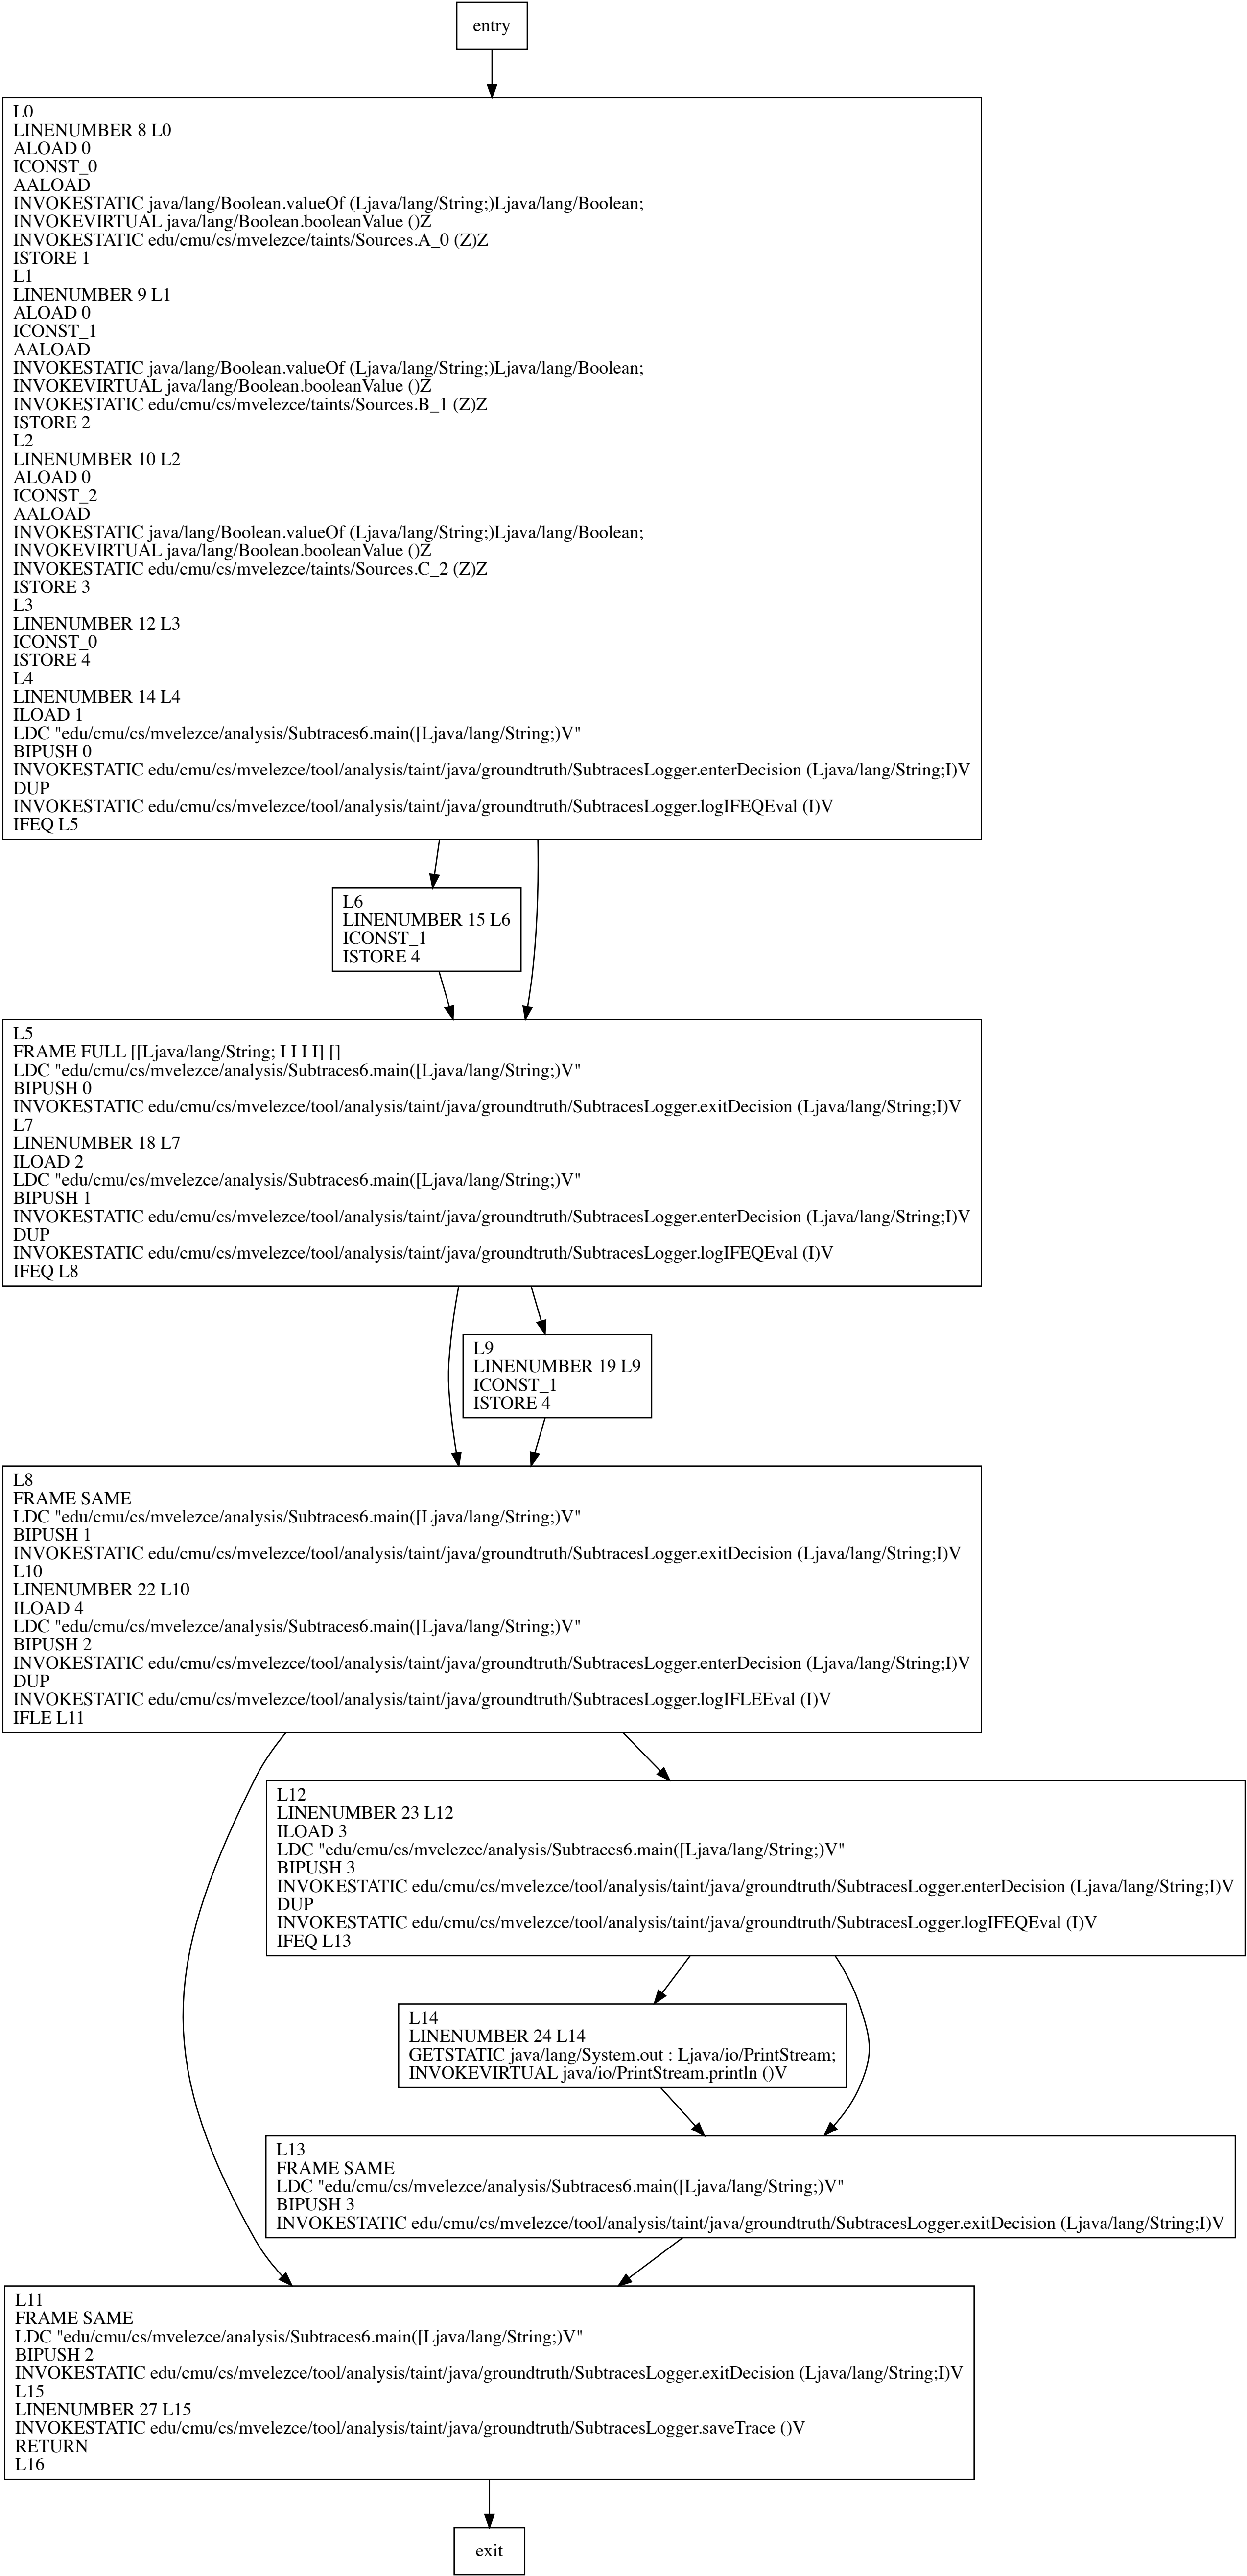 entry
L0
LINENUMBER 8 L0
ALOAD 0
ICONST_0
AALOAD
INVOKESTATIC java/lang/Boolean.valueOf (Ljava/lang/String;)Ljava/lang/Boolean;
INVOKEVIRTUAL java/lang/Boolean.booleanValue ()Z
INVOKESTATIC edu/cmu/cs/mvelezce/taints/Sources.A_0 (Z)Z
ISTORE 1
L1
LINENUMBER 9 L1
ALOAD 0
ICONST_1
AALOAD
INVOKESTATIC java/lang/Boolean.valueOf (Ljava/lang/String;)Ljava/lang/Boolean;
INVOKEVIRTUAL java/lang/Boolean.booleanValue ()Z
INVOKESTATIC edu/cmu/cs/mvelezce/taints/Sources.B_1 (Z)Z
ISTORE 2
L2
LINENUMBER 10 L2
ALOAD 0
ICONST_2
AALOAD
INVOKESTATIC java/lang/Boolean.valueOf (Ljava/lang/String;)Ljava/lang/Boolean;
INVOKEVIRTUAL java/lang/Boolean.booleanValue ()Z
INVOKESTATIC edu/cmu/cs/mvelezce/taints/Sources.C_2 (Z)Z
ISTORE 3
L3
LINENUMBER 12 L3
ICONST_0
ISTORE 4
L4
LINENUMBER 14 L4
ILOAD 1
LDC "edu/cmu/cs/mvelezce/analysis/Subtraces6.main([Ljava/lang/String;)V"
BIPUSH 0
INVOKESTATIC edu/cmu/cs/mvelezce/tool/analysis/taint/java/groundtruth/SubtracesLogger.enterDecision (Ljava/lang/String;I)V
DUP
INVOKESTATIC edu/cmu/cs/mvelezce/tool/analysis/taint/java/groundtruth/SubtracesLogger.logIFEQEval (I)V
IFEQ L5
L6
LINENUMBER 15 L6
ICONST_1
ISTORE 4
L5
FRAME FULL [[Ljava/lang/String; I I I I] []
LDC "edu/cmu/cs/mvelezce/analysis/Subtraces6.main([Ljava/lang/String;)V"
BIPUSH 0
INVOKESTATIC edu/cmu/cs/mvelezce/tool/analysis/taint/java/groundtruth/SubtracesLogger.exitDecision (Ljava/lang/String;I)V
L7
LINENUMBER 18 L7
ILOAD 2
LDC "edu/cmu/cs/mvelezce/analysis/Subtraces6.main([Ljava/lang/String;)V"
BIPUSH 1
INVOKESTATIC edu/cmu/cs/mvelezce/tool/analysis/taint/java/groundtruth/SubtracesLogger.enterDecision (Ljava/lang/String;I)V
DUP
INVOKESTATIC edu/cmu/cs/mvelezce/tool/analysis/taint/java/groundtruth/SubtracesLogger.logIFEQEval (I)V
IFEQ L8
L9
LINENUMBER 19 L9
ICONST_1
ISTORE 4
L8
FRAME SAME
LDC "edu/cmu/cs/mvelezce/analysis/Subtraces6.main([Ljava/lang/String;)V"
BIPUSH 1
INVOKESTATIC edu/cmu/cs/mvelezce/tool/analysis/taint/java/groundtruth/SubtracesLogger.exitDecision (Ljava/lang/String;I)V
L10
LINENUMBER 22 L10
ILOAD 4
LDC "edu/cmu/cs/mvelezce/analysis/Subtraces6.main([Ljava/lang/String;)V"
BIPUSH 2
INVOKESTATIC edu/cmu/cs/mvelezce/tool/analysis/taint/java/groundtruth/SubtracesLogger.enterDecision (Ljava/lang/String;I)V
DUP
INVOKESTATIC edu/cmu/cs/mvelezce/tool/analysis/taint/java/groundtruth/SubtracesLogger.logIFLEEval (I)V
IFLE L11
L12
LINENUMBER 23 L12
ILOAD 3
LDC "edu/cmu/cs/mvelezce/analysis/Subtraces6.main([Ljava/lang/String;)V"
BIPUSH 3
INVOKESTATIC edu/cmu/cs/mvelezce/tool/analysis/taint/java/groundtruth/SubtracesLogger.enterDecision (Ljava/lang/String;I)V
DUP
INVOKESTATIC edu/cmu/cs/mvelezce/tool/analysis/taint/java/groundtruth/SubtracesLogger.logIFEQEval (I)V
IFEQ L13
L14
LINENUMBER 24 L14
GETSTATIC java/lang/System.out : Ljava/io/PrintStream;
INVOKEVIRTUAL java/io/PrintStream.println ()V
L13
FRAME SAME
LDC "edu/cmu/cs/mvelezce/analysis/Subtraces6.main([Ljava/lang/String;)V"
BIPUSH 3
INVOKESTATIC edu/cmu/cs/mvelezce/tool/analysis/taint/java/groundtruth/SubtracesLogger.exitDecision (Ljava/lang/String;I)V
L11
FRAME SAME
LDC "edu/cmu/cs/mvelezce/analysis/Subtraces6.main([Ljava/lang/String;)V"
BIPUSH 2
INVOKESTATIC edu/cmu/cs/mvelezce/tool/analysis/taint/java/groundtruth/SubtracesLogger.exitDecision (Ljava/lang/String;I)V
L15
LINENUMBER 27 L15
INVOKESTATIC edu/cmu/cs/mvelezce/tool/analysis/taint/java/groundtruth/SubtracesLogger.saveTrace ()V
RETURN
L16
exit